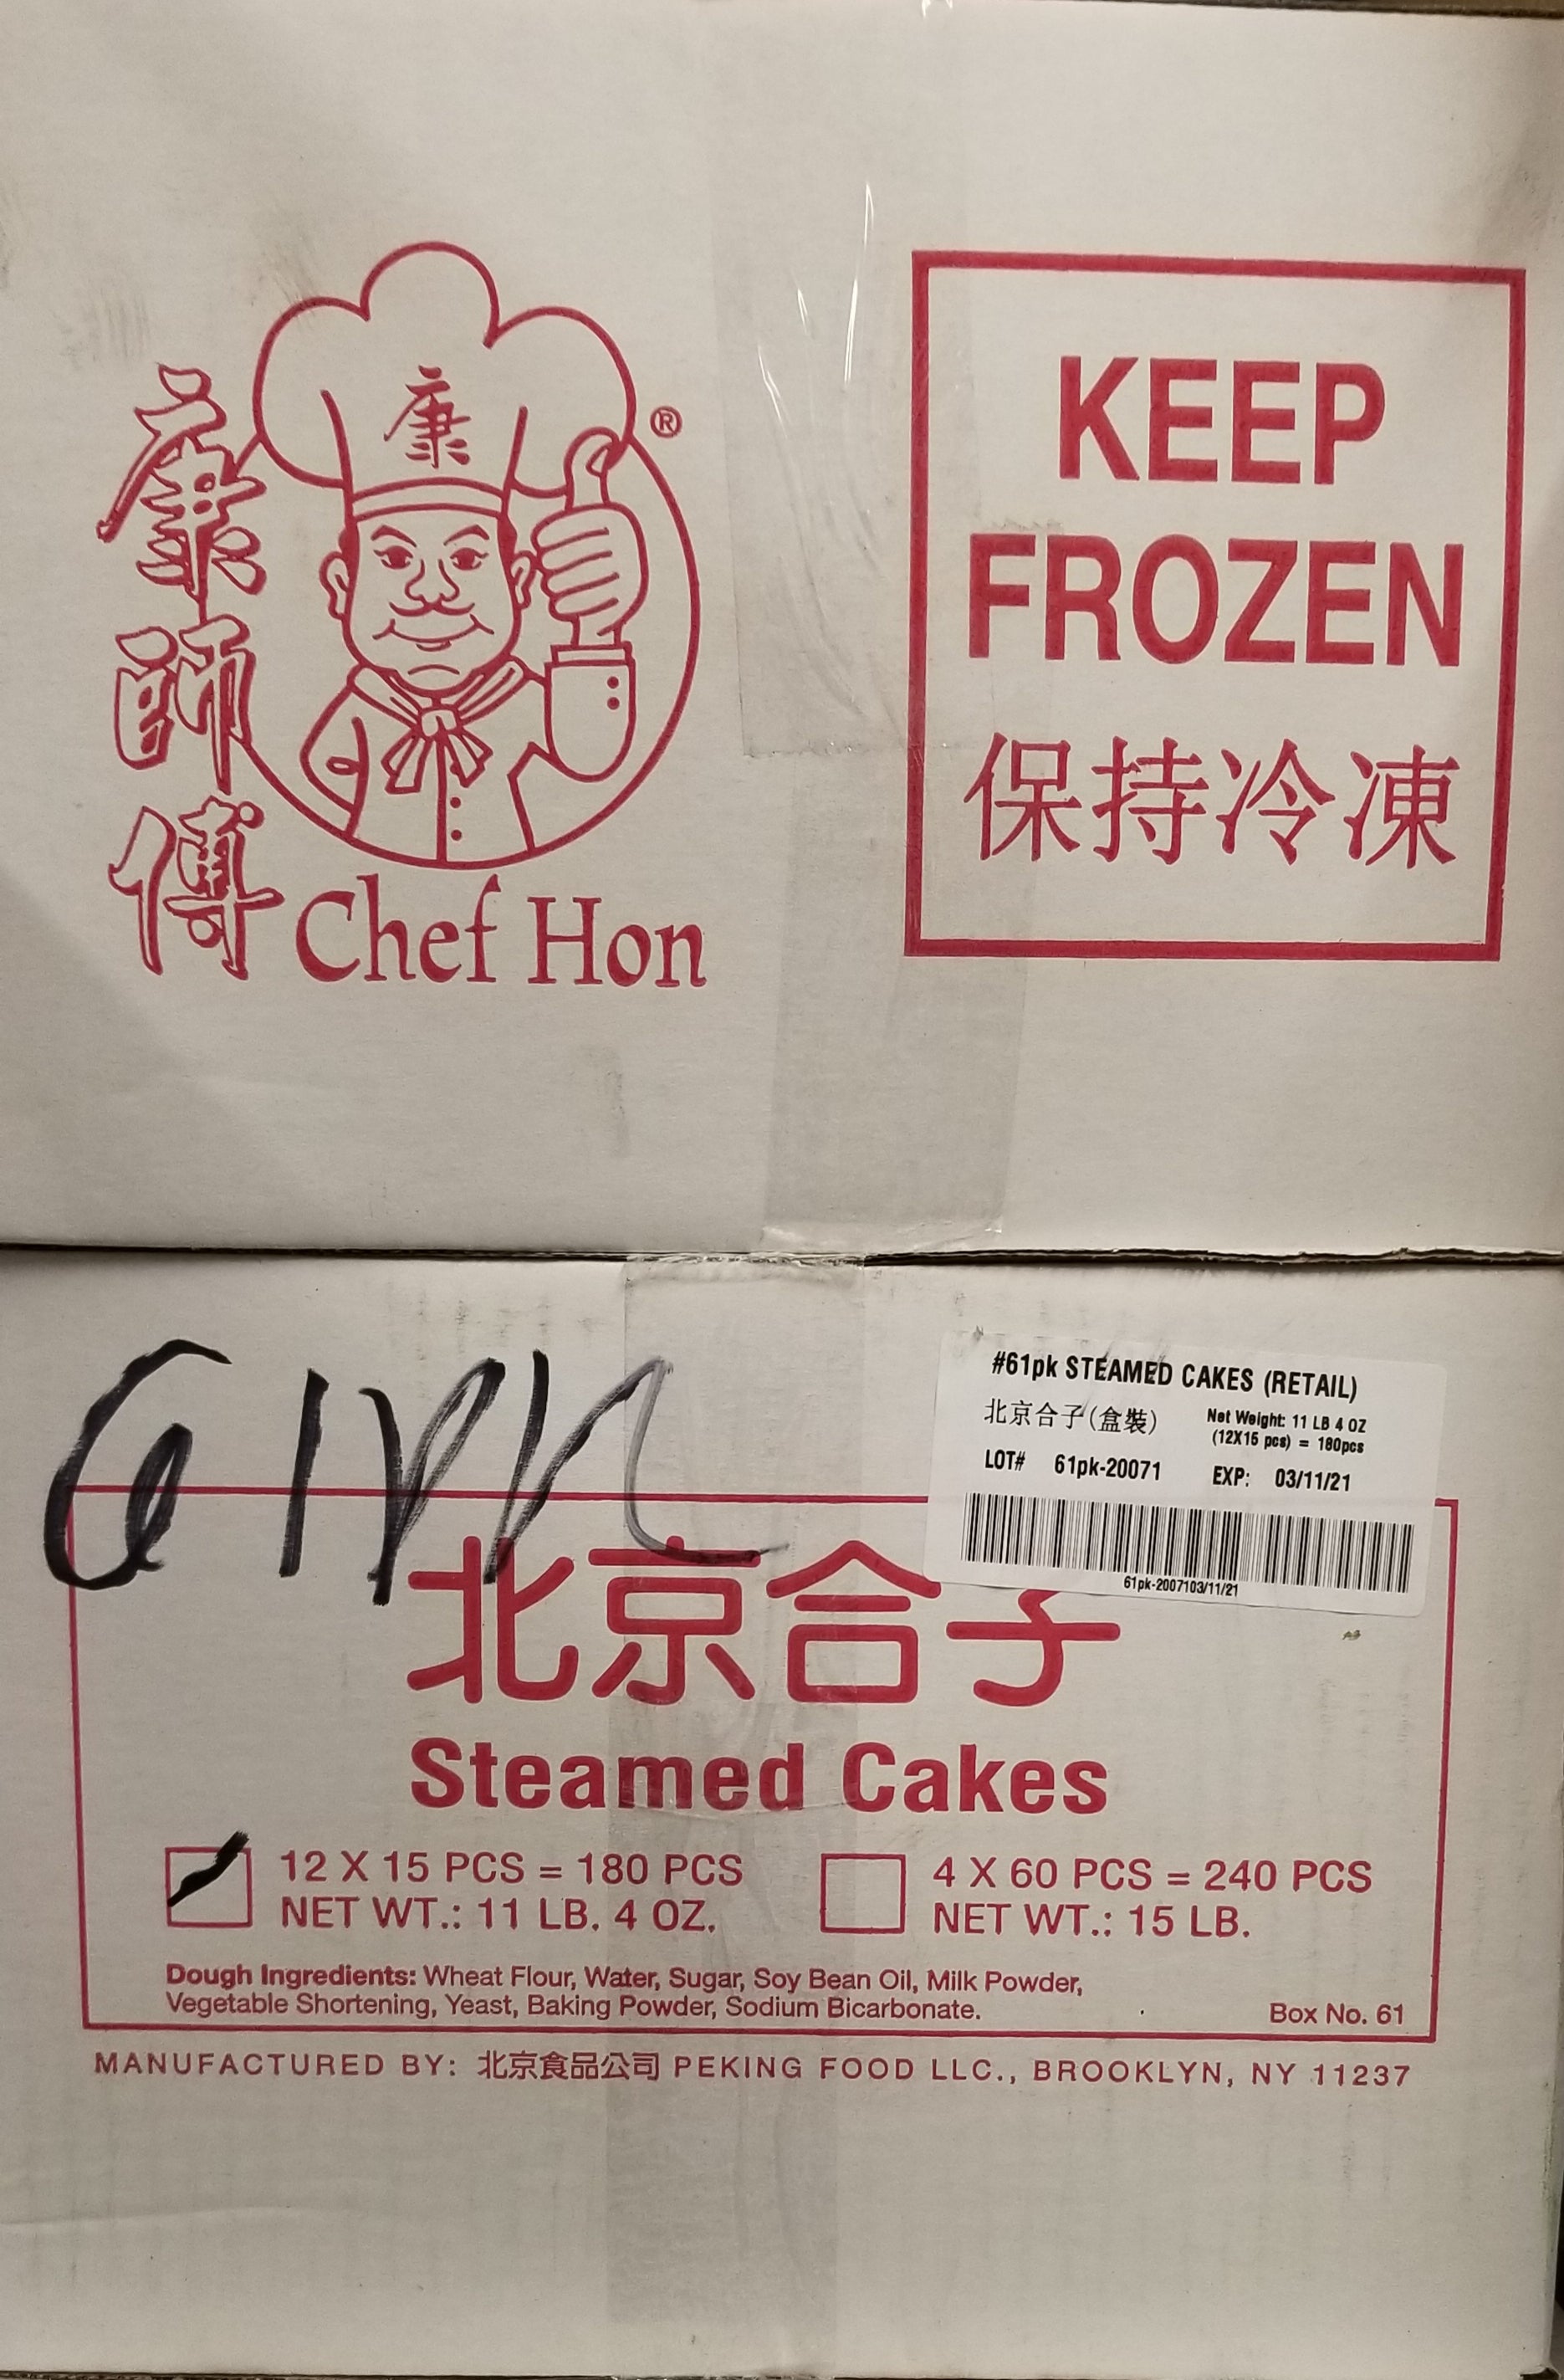 康師傅
康
®
Chef Hon
KEEP
FROZEN
保持冷凍
61PK
#61pk STEAMED CAKES (RETAIL)
北京合子(盒裝)
Net Weight: 11 LB 4 OZ
(12X15 pcs) = 180pcs
LOT# 61pk-20071 EXP: 03/11/21
61pk-2007103/11/21
北京合子
Steamed Cakes
12 X 15 PCS = 180 PCS
NET WT.: 11 LB. 4 OZ.
4 X 60 PCS = 240 PCS
NET WT.: 15 LB.
Dough Ingredients: Wheat Flour, Water, Sugar, Soy Bean Oil, Milk Powder,
Vegetable Shortening, Yeast, Baking Powder, Sodium Bicarbonate.
Box No. 61
MANUFACTURED BY: 北京食品公司 PEKING FOOD LLC., BROOKLYN, NY 11237